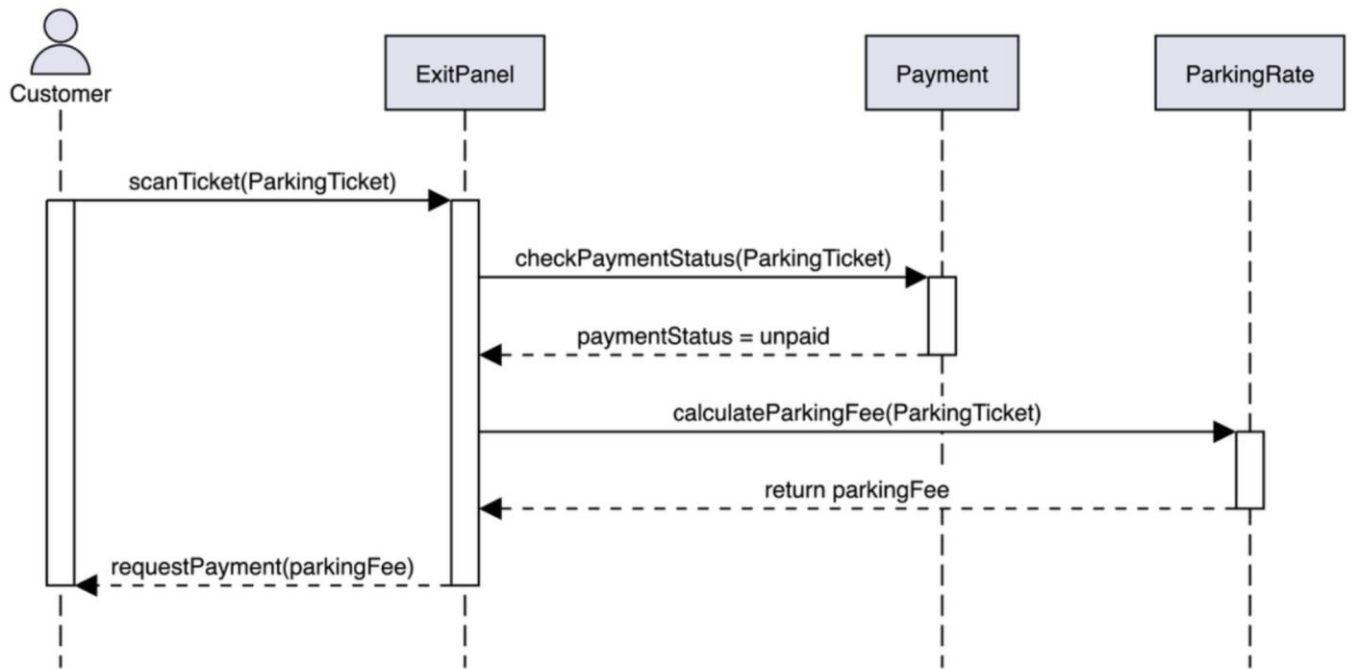 Customer
ExitPanel
Payment
ParkingRate
scanTicket(ParkingTicket)
checkPaymentStatus(ParkingTicket)
paymentStatus = unpaid
calculateParkingFee(ParkingTicket)
return parkingFee
requestPayment(parkingFee)